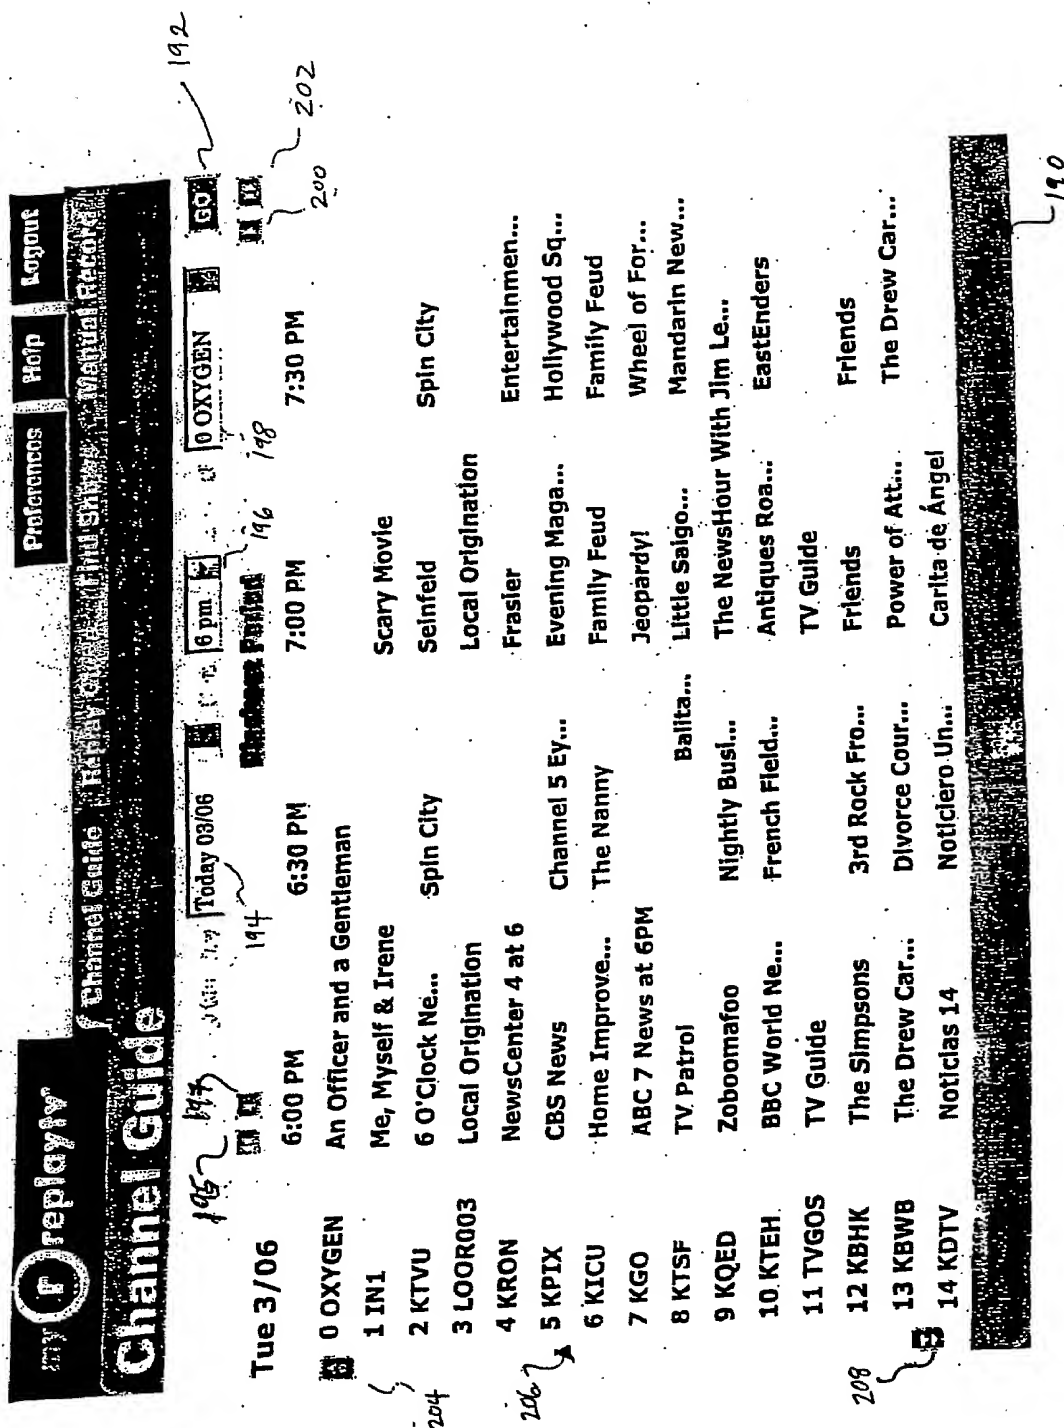 my r replaytv
Preferences Help Logout
Channel Guide Manual Record
Channel Guide
192
Today 03/06 6 pm 0 OXYGEN GO
194 196 198 200 202
195
Tue 3/06 6:00 PM 6:30 PM 7:00 PM 7:30 PM
0 OXYGEN An Officer and a Gentleman
1 IN1 Me, Myself & Irene Scary Movie
2 KTVU 6 O'Clock Ne... Spin City Seinfeld Spin City
3 LOOR003 Local Origination Local Origination
4 KRON NewsCenter 4 at 6 Frasier Entertainmen...
5 KPIX CBS News Channel 5 Ey... Evening Maga... Hollywood Sq...
6 KICU Home Improve... The Nanny Family Feud Family Feud
7 KGO ABC 7 News at 6PM Jeopardy! Wheel of For...
8 KTSF TV Patrol Balita... Little Saigo... Mandarin New...
9 KQED Zoboomafoo Nightly Busi... The NewsHour With Jim Le...
10 KTEH BBC World Ne... French Field... Antiques Roa... EastEnders
11 TVGOS TV Guide TV Guide
12 KBHK The Simpsons 3rd Rock Fro... Friends Friends
13 KBWB The Drew Car... Divorce Cour... Power of Att... The Drew Car...
14 KDTV Noticias 14 Noticiero Un... Carita de Ángel
204
206
208
190